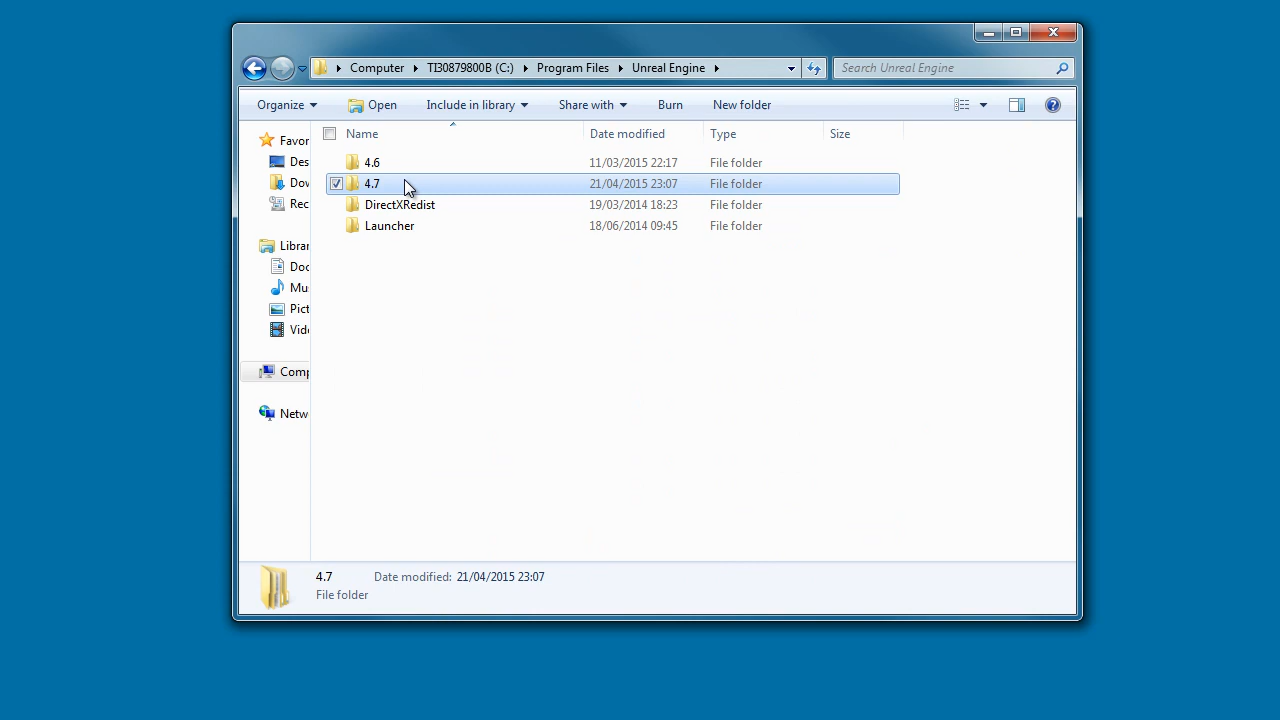 Computer TI30879800B (C:) Program Files Unreal Engine Search Unreal Engine
Organize Open Include in library Share with Burn New folder
Name Date modified Type Size
Favor
Des
Dow
Rec
Librar
Doc
Mu
Pict
Vide
Comp
Netw
4.6 11/03/2015 22:17 File folder
4.7 21/04/2015 23:07 File folder
DirectXRedist 19/03/2014 18:23 File folder
Launcher 18/06/2014 09:45 File folder
4.7 Date modified: 21/04/2015 23:07
File folder